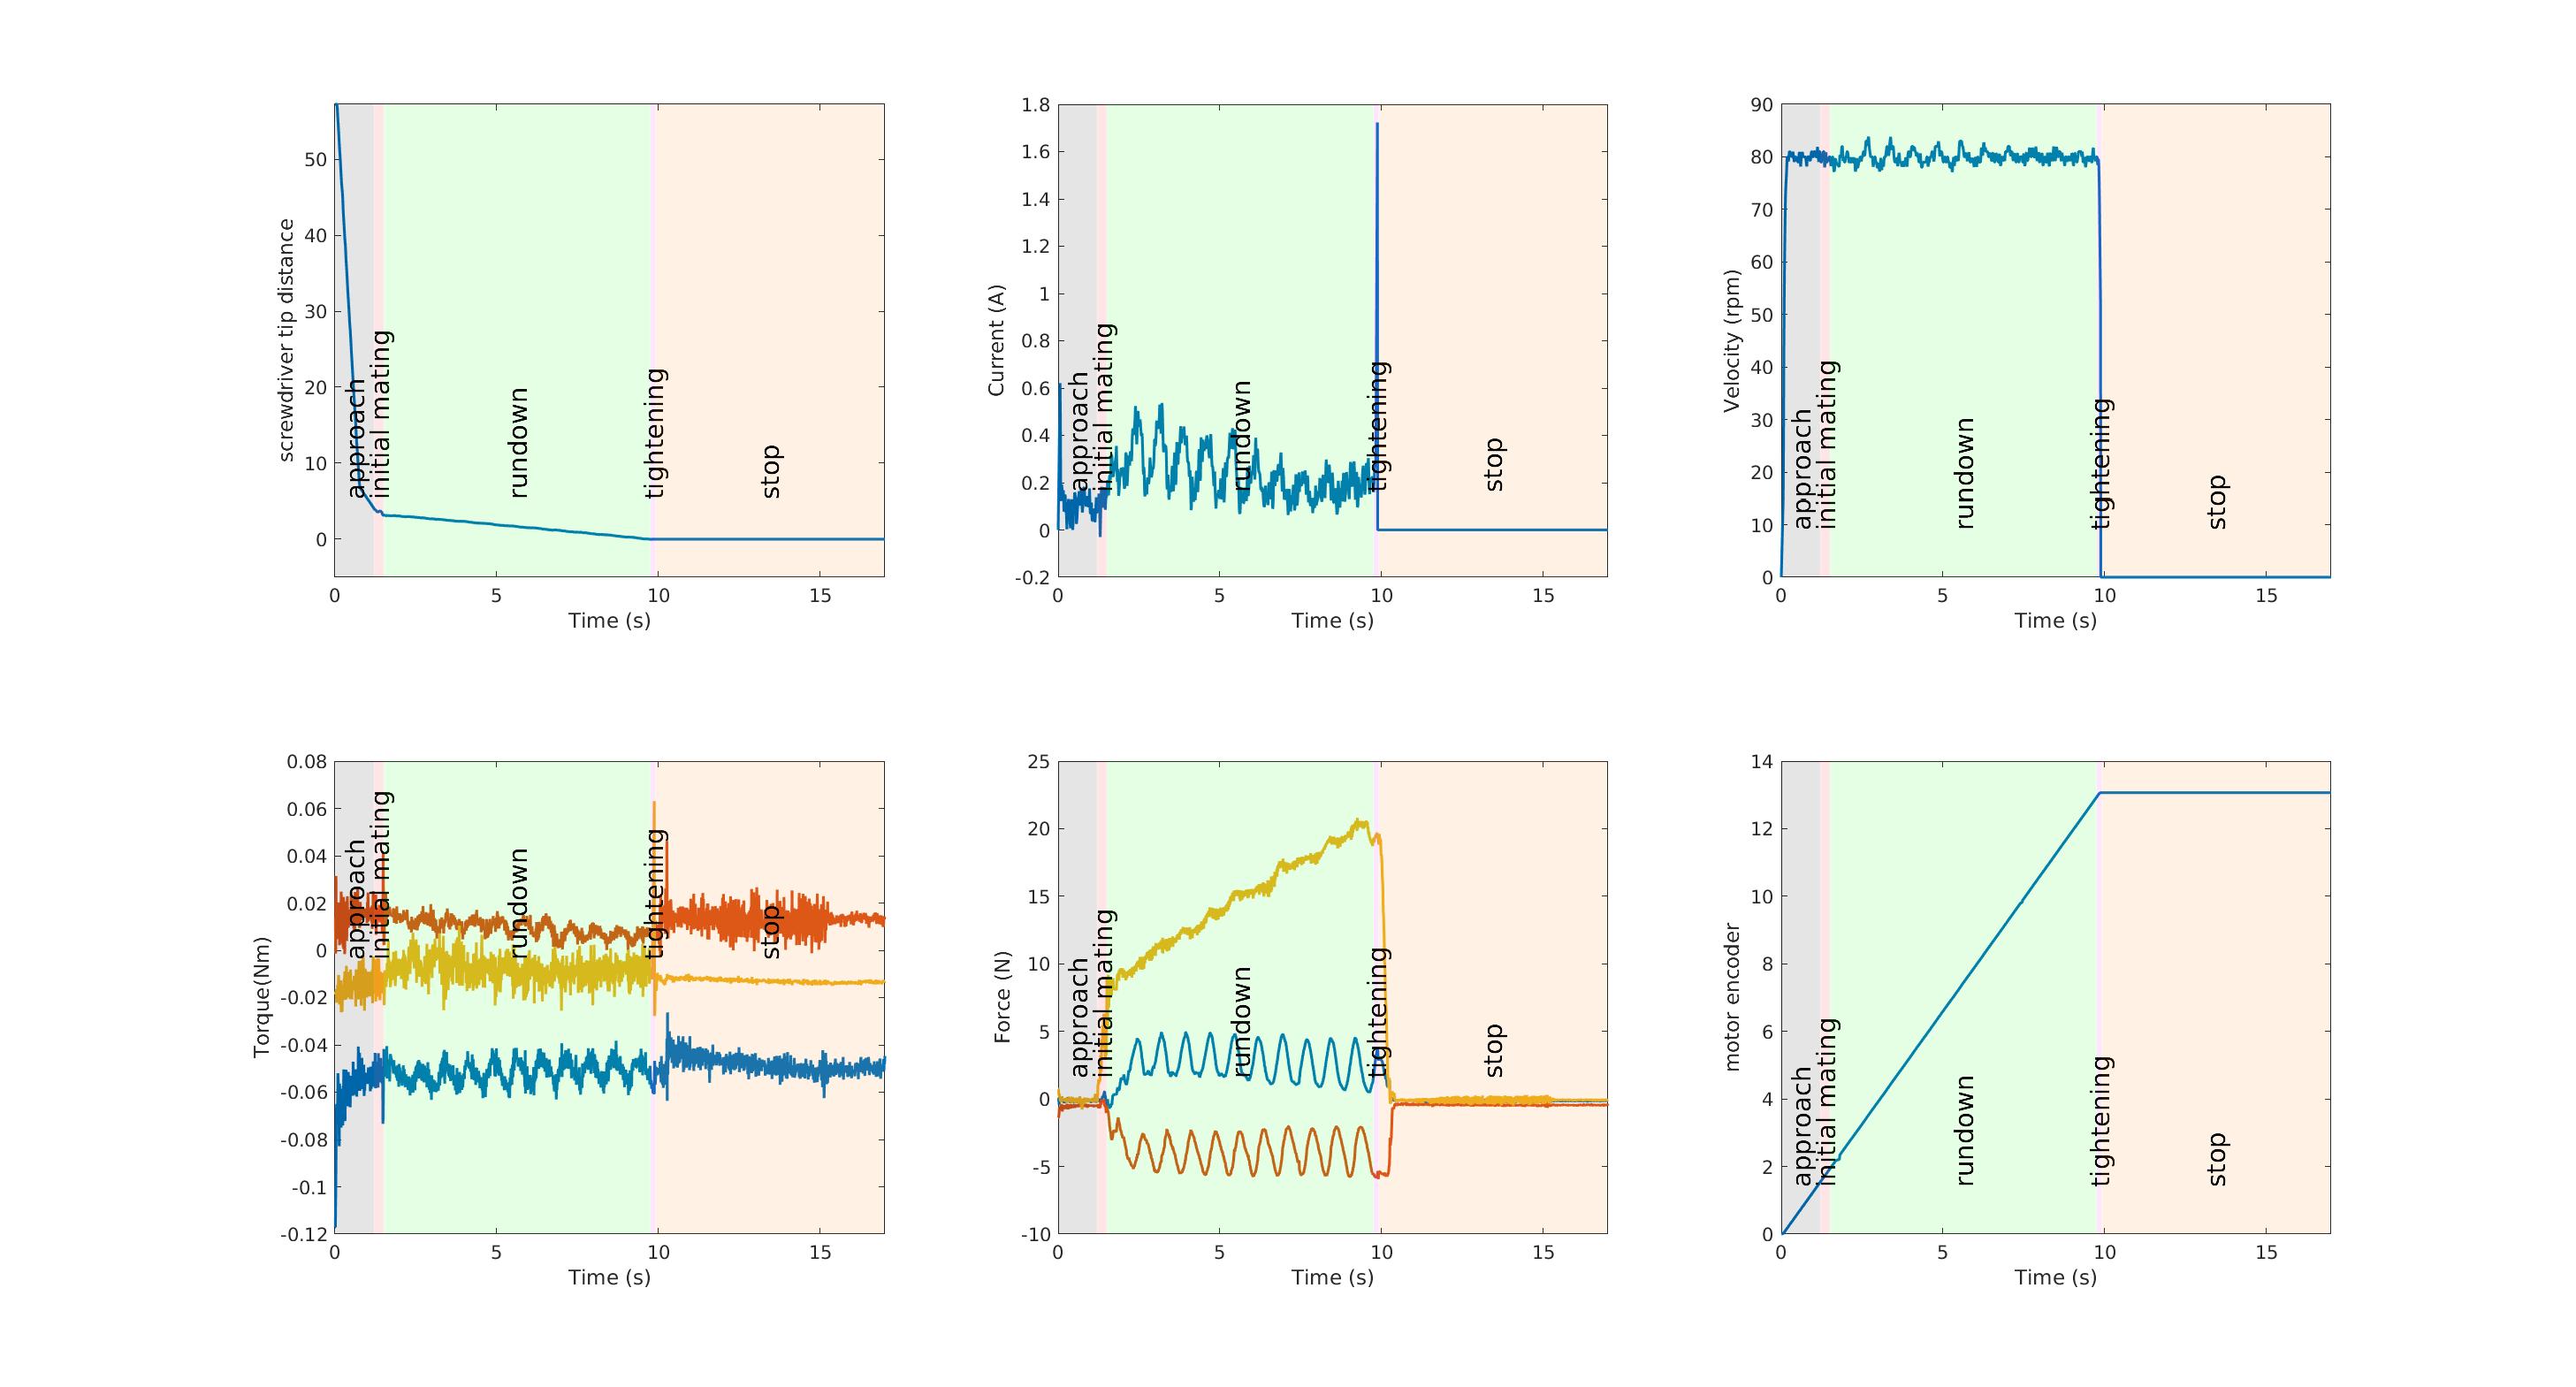 screwdriver tip distance
50
40
30
20
10
0
approach
initial mating
rundown
tightening
stop
0 5 10 15
Time (s)
Current (A)
1.8
1.6
1.4
1.2
1
0.8
0.6
0.4
0.2
0
-0.2
approach
initial mating
rundown
tightening
stop
0 5 10 15
Time (s)
Velocity (rpm)
90
80
70
60
50
40
30
20
10
0
approach
initial mating
rundown
tightening
stop
0 5 10 15
Time (s)
Torque(Nm)
0.08
0.06
0.04
0.02
0
-0.02
-0.04
-0.06
-0.08
-0.1
-0.12
approach
initial mating
rundown
tightening
stop
0 5 10 15
Time (s)
Force (N)
25
20
15
10
5
0
-5
-10
approach
initial mating
rundown
tightening
stop
0 5 10 15
Time (s)
motor encoder
14
12
10
8
6
4
2
0
approach
initial mating
rundown
tightening
stop
0 5 10 15
Time (s)